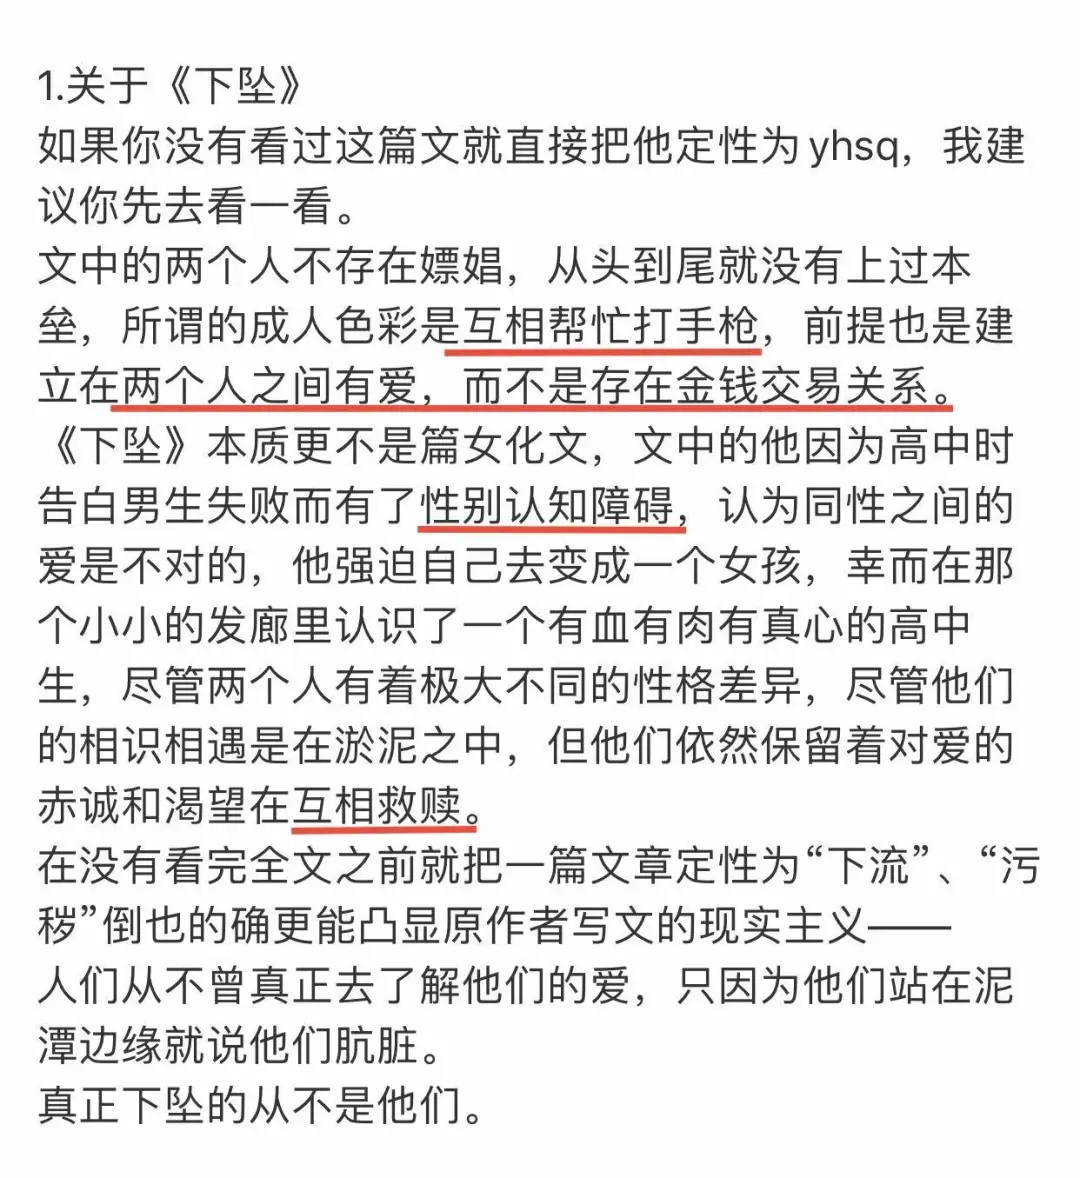 1.关于《下坠》
如果你没有看过这篇文就直接把他定性为yhsq，我建
议你先去看一看。
文中的两个人不存在嫖娼，从头到尾就没有上过本
垒，所谓的成人色彩是互相帮忙打手枪，前提也是建
立在两个人之间有爱，而不是存在金钱交易关系。
《下坠》本质更不是篇女化文，文中的他因为高中时
告白男生失败而有了性别认知障碍，认为同性之间的
爱是不对的，他强迫自己去变成一个女孩，幸而在那
个小小的发廊里认识了一个有血有肉有真心的高中
生，尽管两个人有着极大不同的性格差异，尽管他们
的相识相遇是在淤泥之中，但他们依然保留着对爱的
赤诚和渴望在互相救赎。
在没有看完全文之前就把一篇文章定性为“下流”、“污
秽”倒也的确更能凸显原作者写文的现实主义——
人们从不曾真正去了解他们的爱，只因为他们站在泥
潭边缘就说他们肮脏。
真正下坠的从不是他们。